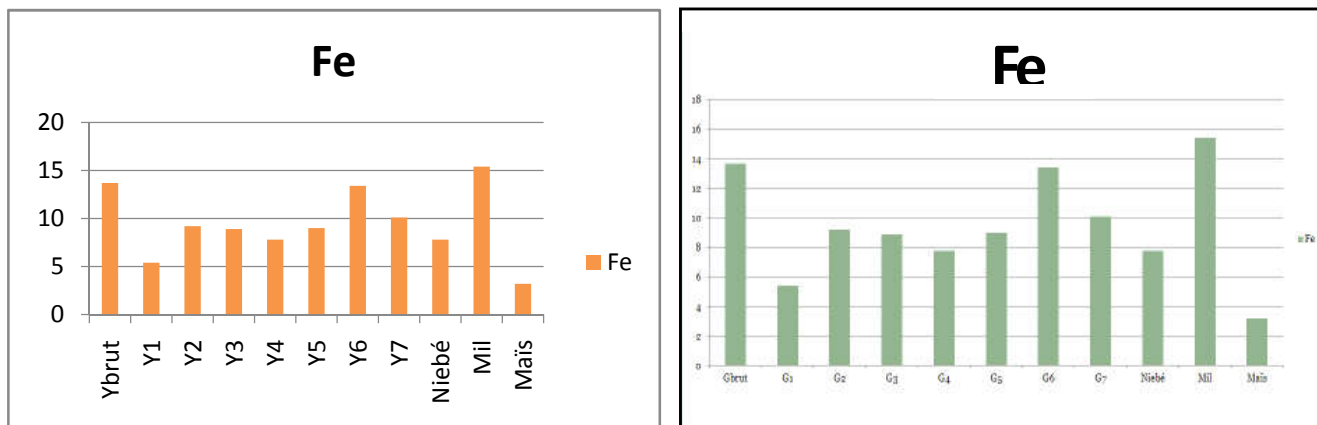 Fe
20
15
10
5
0
Ybrut
Y1
Y2
Y3
Y4
Y5
Y6
Y7
Niebé
Mil
Maïs
Fe
Fe
18
16
14
12
10
8
6
4
2
0
Gbrut G1 G2 G3 G4 G5 G6 G7 Niebé Mil Maïs
Fe